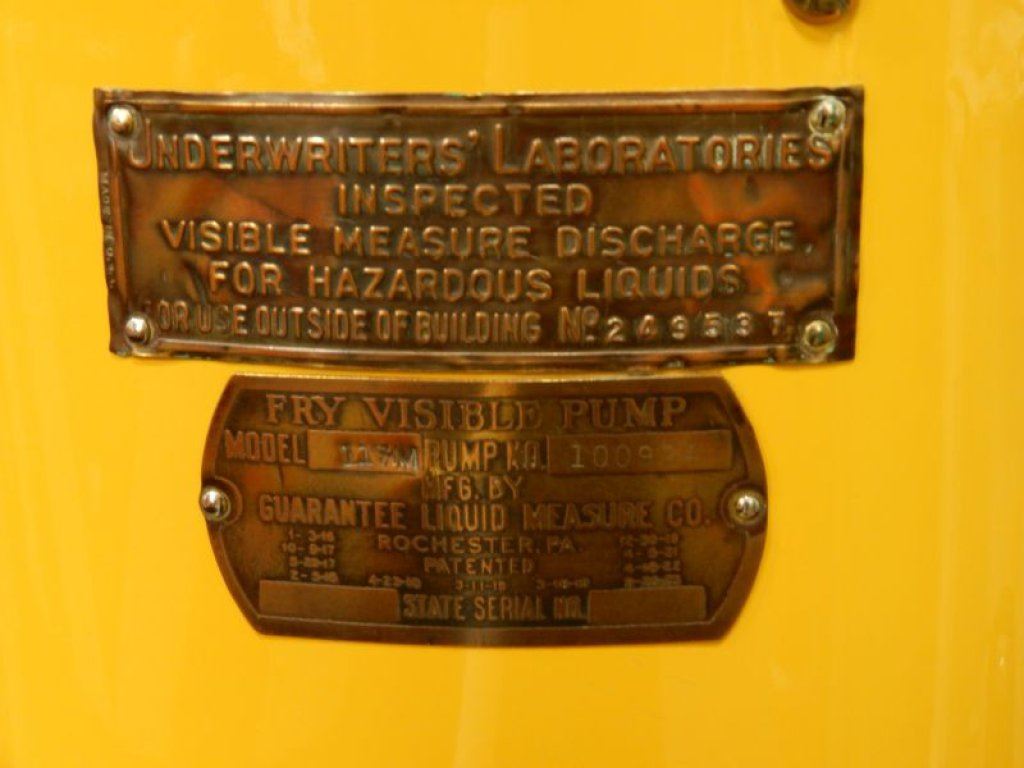 UNDERWRITERS' LABORATORIES
INSPECTED
VISIBLE MEASURE DISCHARGE
FOR HAZARDOUS LIQUIDS
FOR USE OUTSIDE OF BUILDING Nº 249537
FRY VISIBLE PUMP
MODEL 117M PUMP NO.
MFG. BY
GUARANTEE LIQUID MEASURE CO.
ROCHESTER, PA.
PATENTED
STATE SERIAL NO.